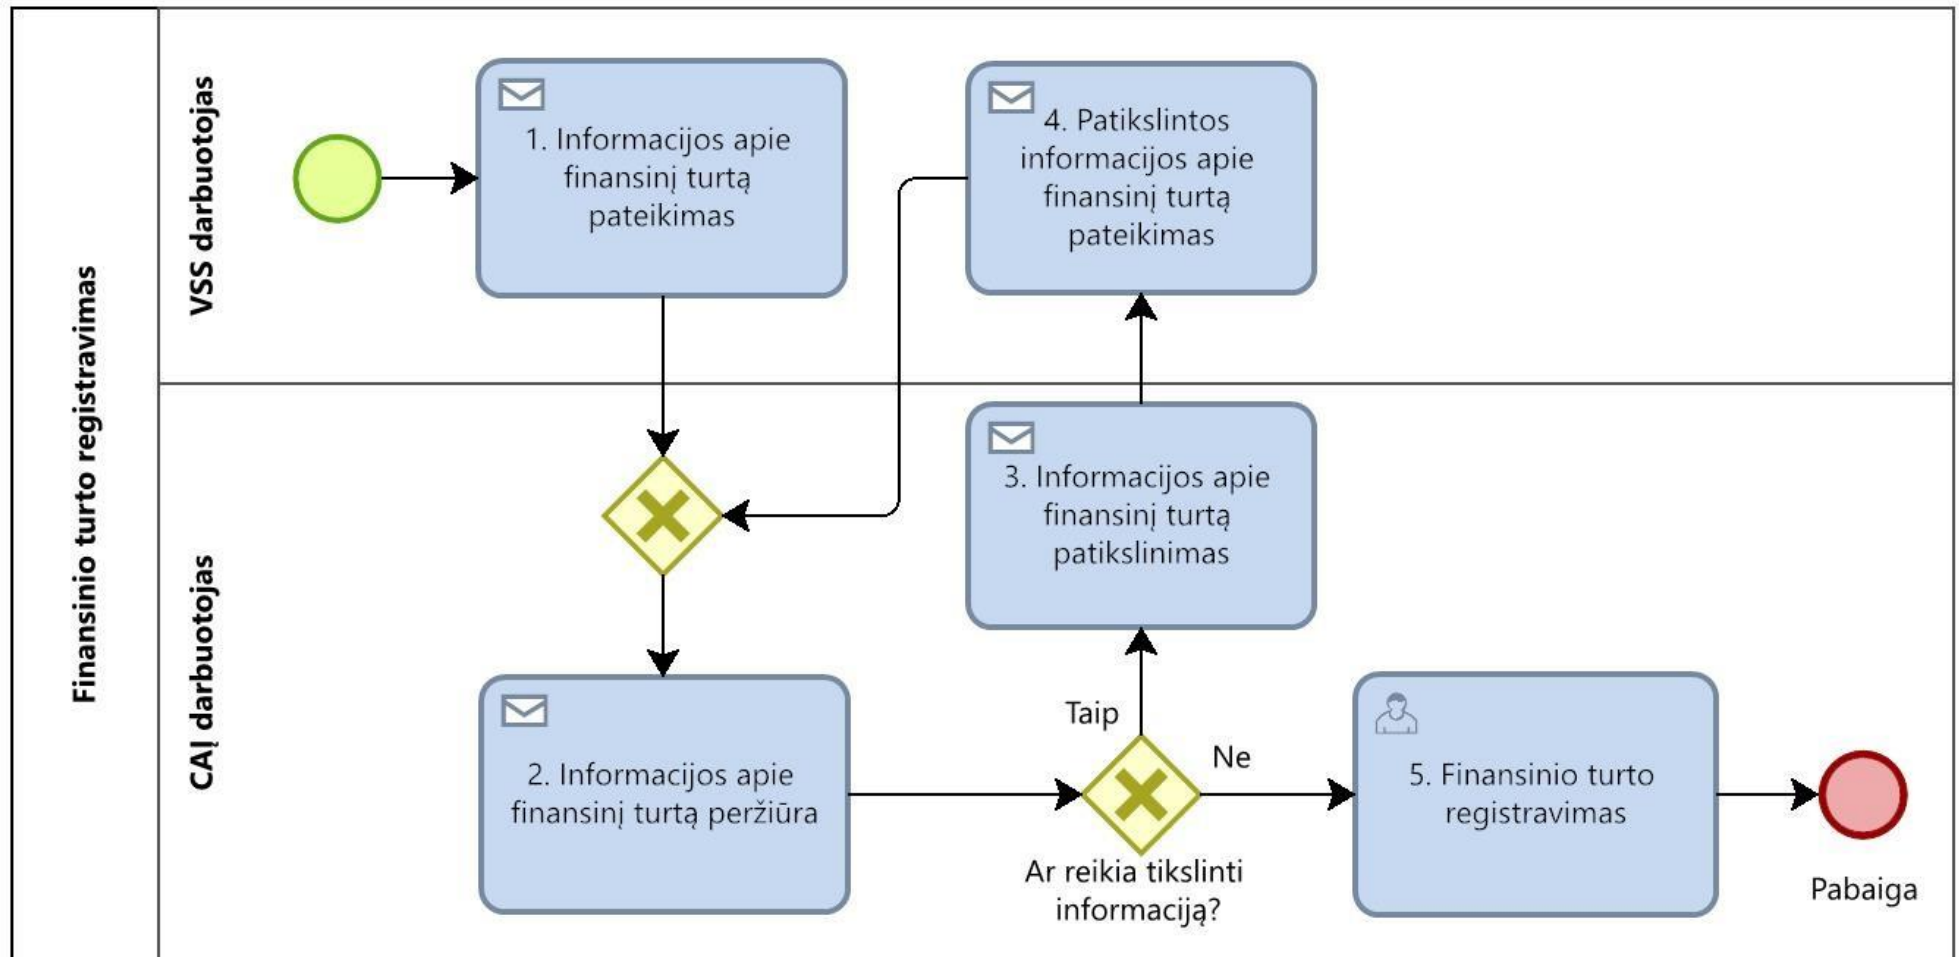 Finansinio turto registravimas
VSS darbuotojas
1. Informacijos apie
finansinį turtą
pateikimas
4. Patikslintos
informacijos apie
finansinį turtą
pateikimas
CAĮ darbuotojas
3. Informacijos apie
finansinį turtą
patikslinimas
2. Informacijos apie
finansinį turtą peržiūra
Taip
Ne
Ar reikia tikslinti
informaciją?
5. Finansinio turto
registravimas
Pabaiga